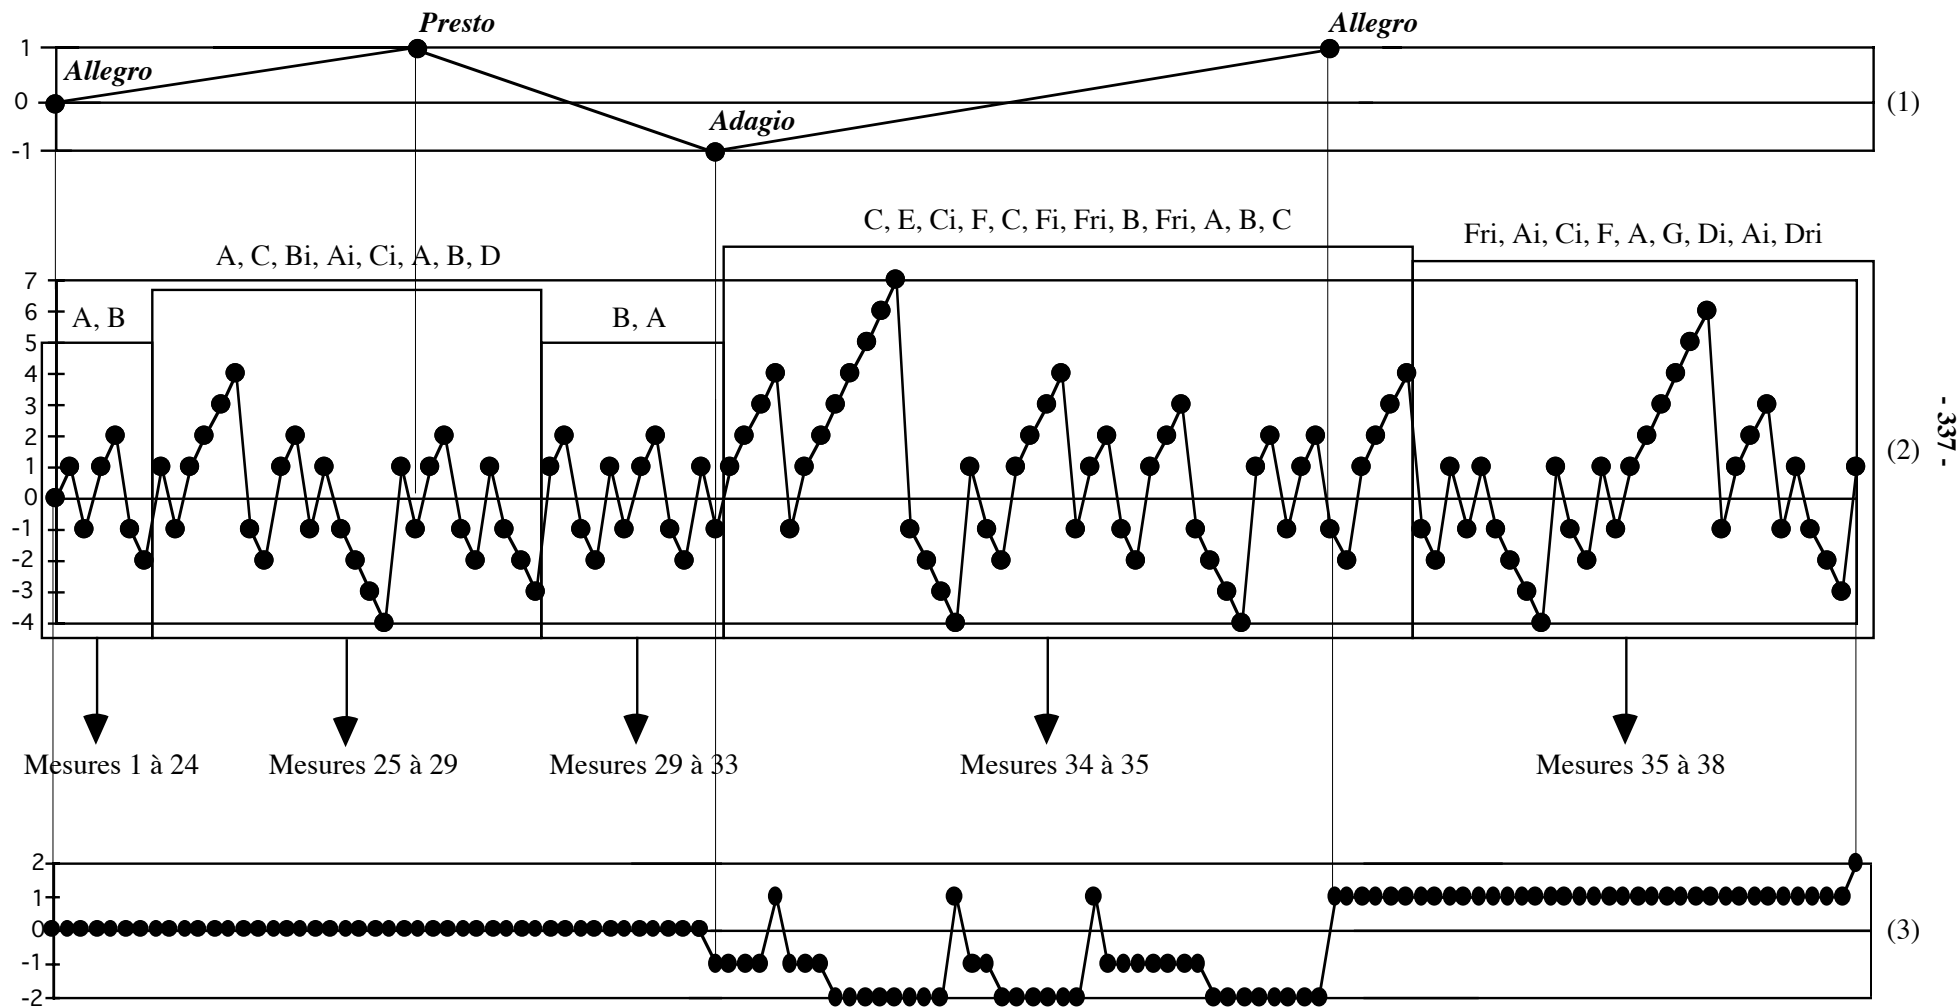 Presto
Allegro
1
Allegro
0
(1)
Adagio
-1
C, E, Ci, F, C, Fi, Fri, B, Fri, A, B, C
Fri, Ai, Ci, F, A, G, Di, Ai, Dri
A, C, Bi, Ai, Ci, A, B, D
7
6
A, B
B, A
5
4
3
2
1
0
-1
-2
-3
-4
(2)
- 337 -
Mesures 1 à 24
Mesures 25 à 29
Mesures 29 à 33
Mesures 34 à 35
Mesures 35 à 38
2
1
0
-1
-2
(3)